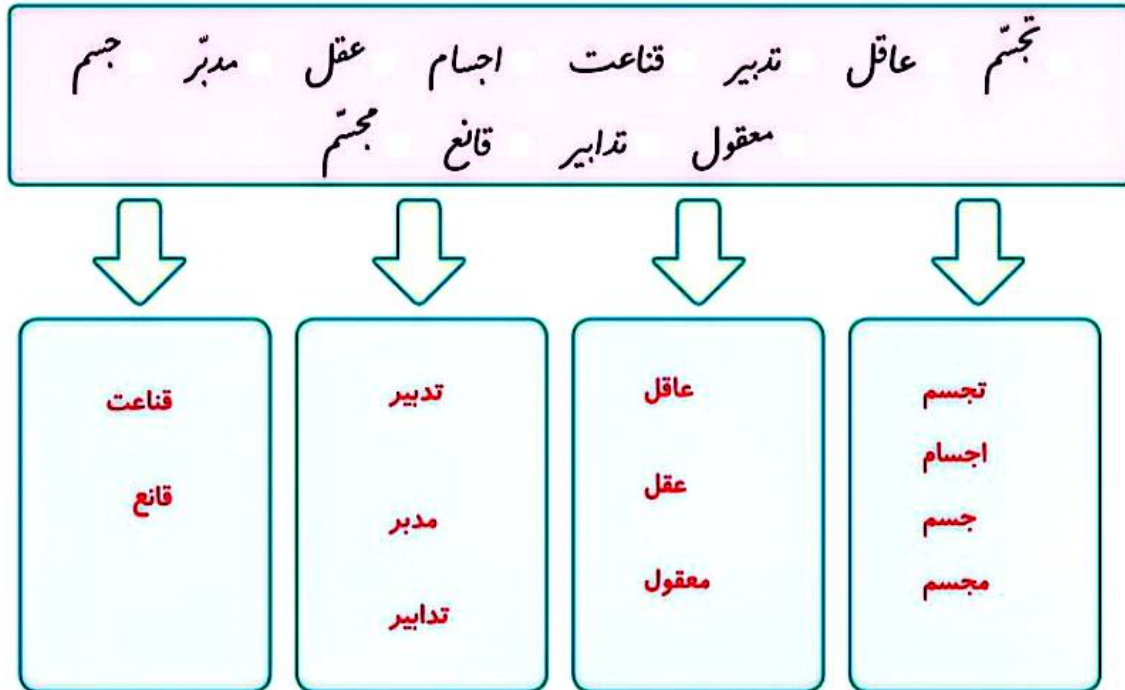 تجسّم عاقل تدبیر قناعت اجسام عقل مدبّر جسم
معقول تدابیر قانع مجسّم
تجسم
اجسام
جسم
مجسم
عاقل
عقل
معقول
تدبیر
مدبر
تدابیر
قناعت
قانع